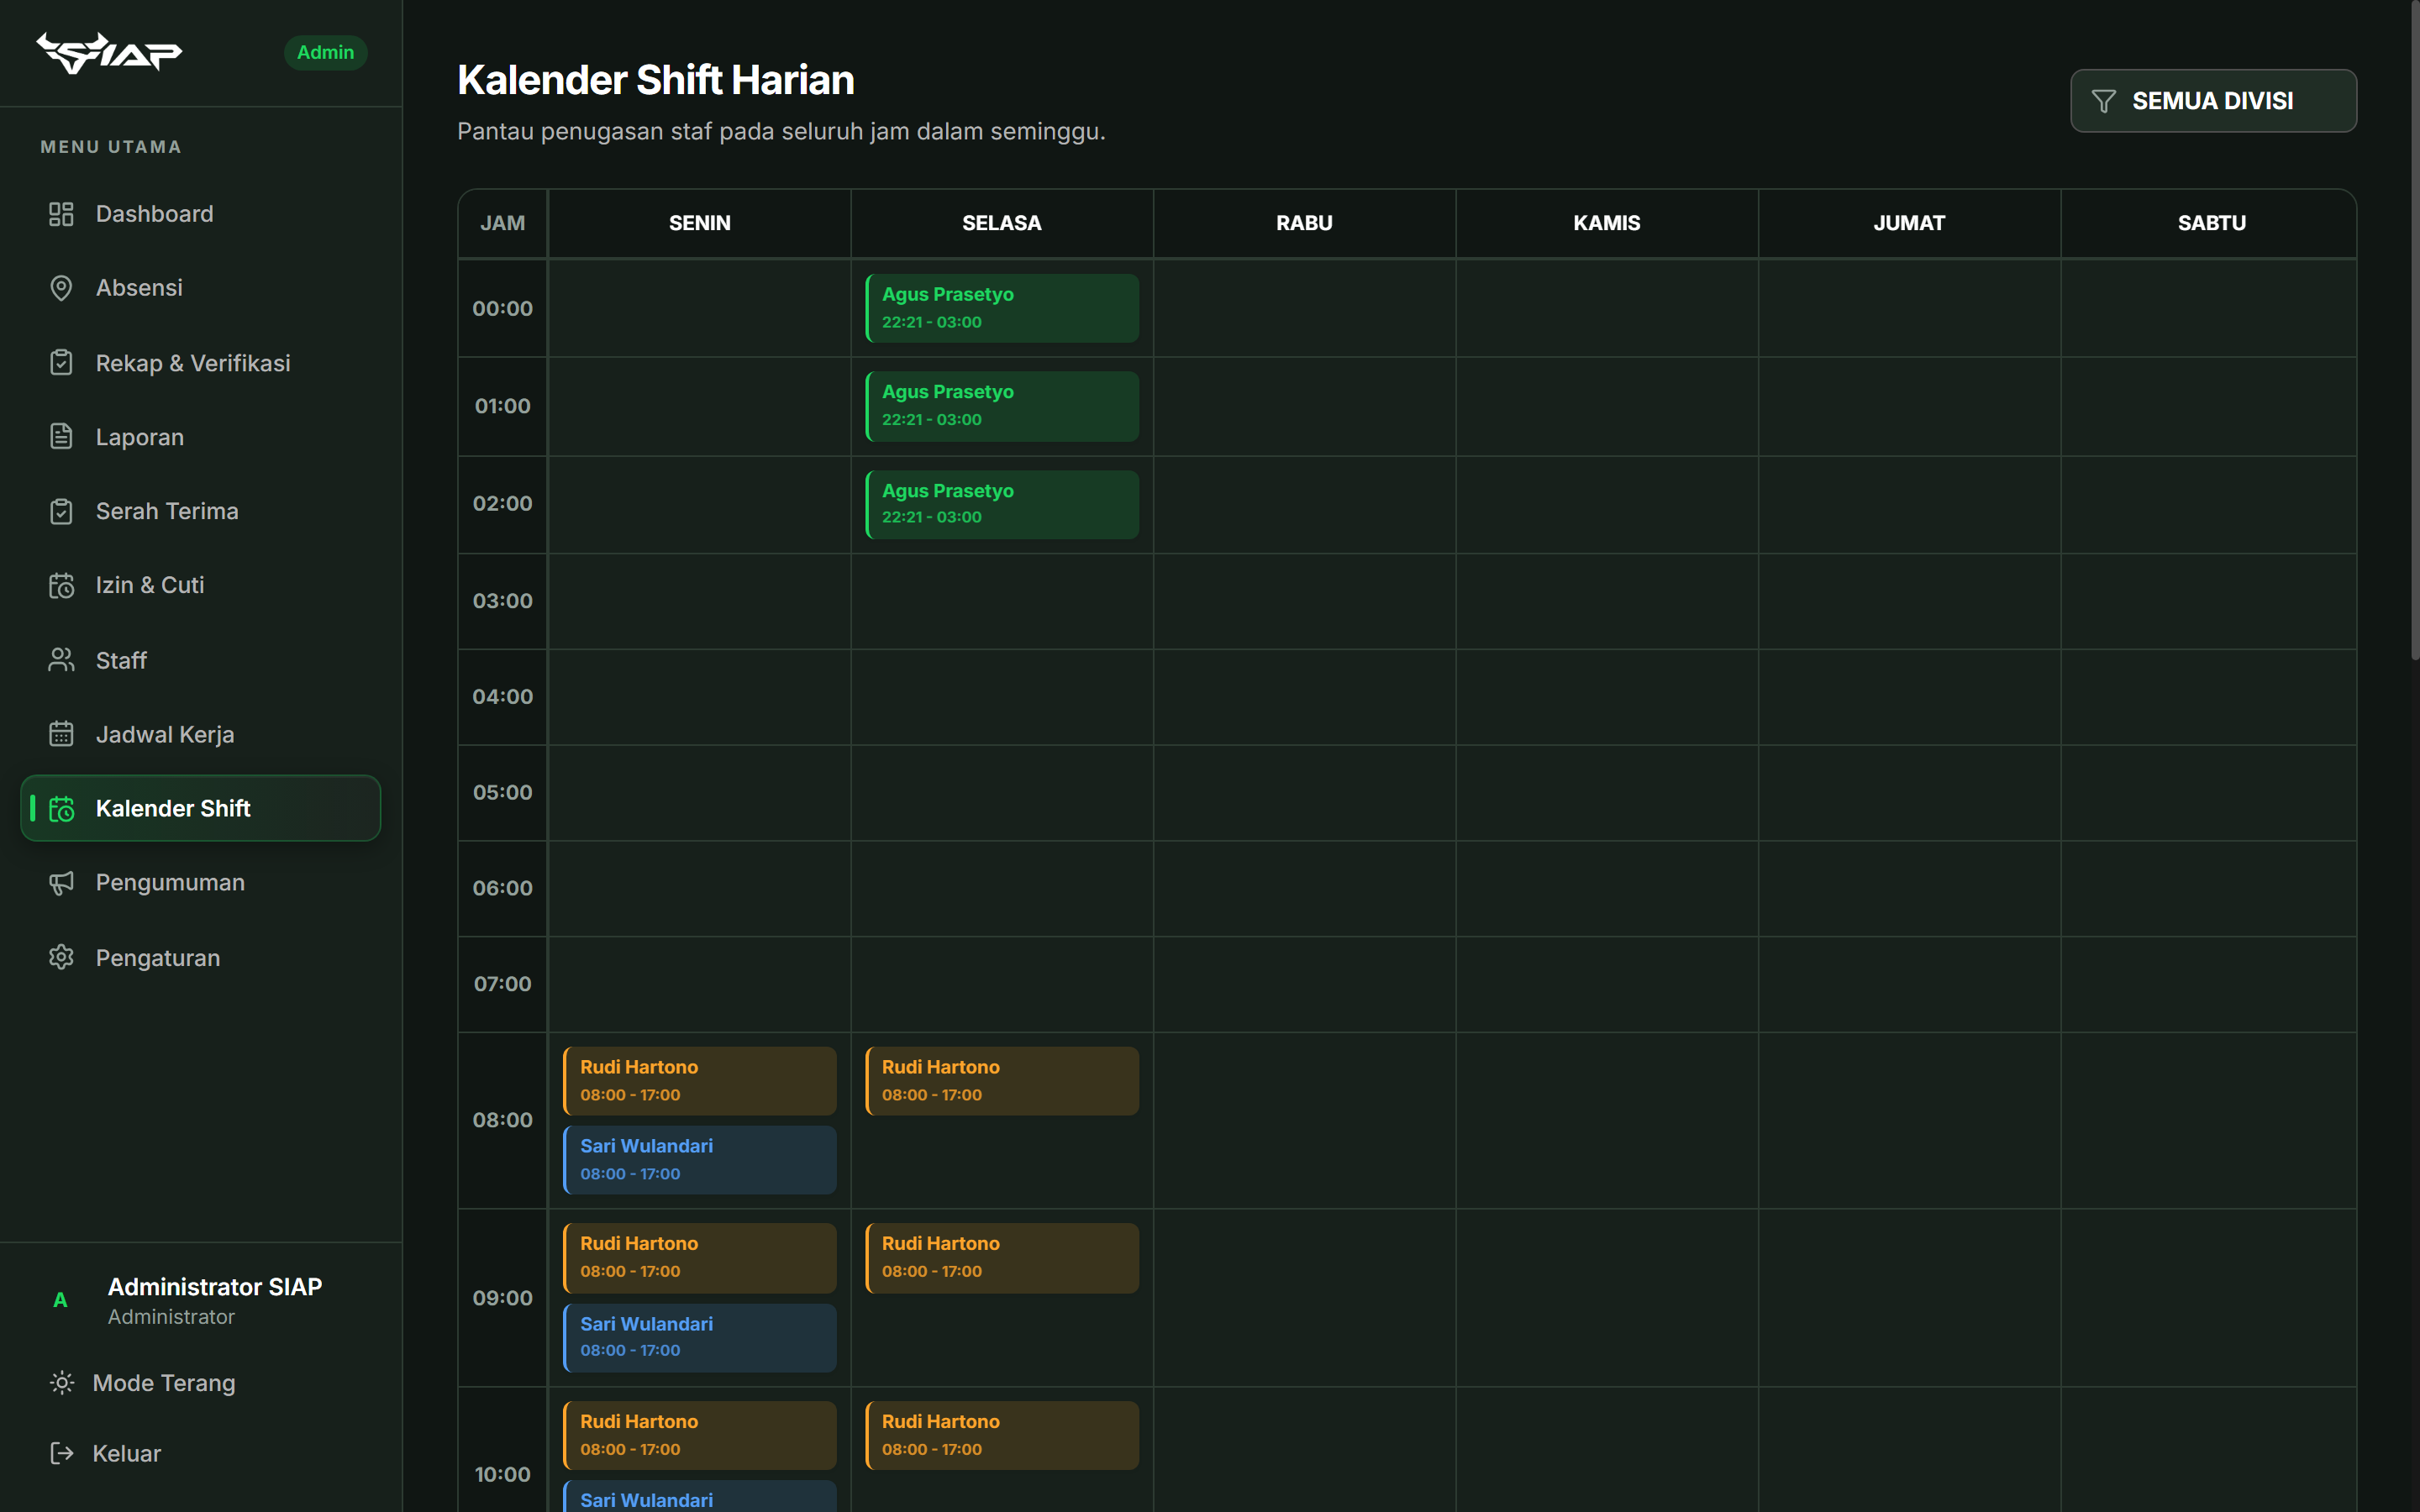 SIAP
Admin
MENU UTAMA
Dashboard
Absensi
Rekap & Verifikasi
Laporan
Serah Terima
Izin & Cuti
Staff
Jadwal Kerja
Kalender Shift
Pengumuman
Pengaturan
A
Administrator SIAP
Administrator
Mode Terang
Keluar
Kalender Shift Harian
Pantau penugasan staf pada seluruh jam dalam seminggu.
SEMUA DIVISI
JAM SENIN SELASA RABU KAMIS JUMAT SABTU
00:00
Agus Prasetyo
22:21 - 03:00
01:00
Agus Prasetyo
22:21 - 03:00
02:00
Agus Prasetyo
22:21 - 03:00
03:00
04:00
05:00
06:00
07:00
08:00
Rudi Hartono
08:00 - 17:00
Sari Wulandari
08:00 - 17:00
Rudi Hartono
08:00 - 17:00
09:00
Rudi Hartono
08:00 - 17:00
Sari Wulandari
08:00 - 17:00
Rudi Hartono
08:00 - 17:00
10:00
Rudi Hartono
08:00 - 17:00
Sari Wulandari
Rudi Hartono
08:00 - 17:00